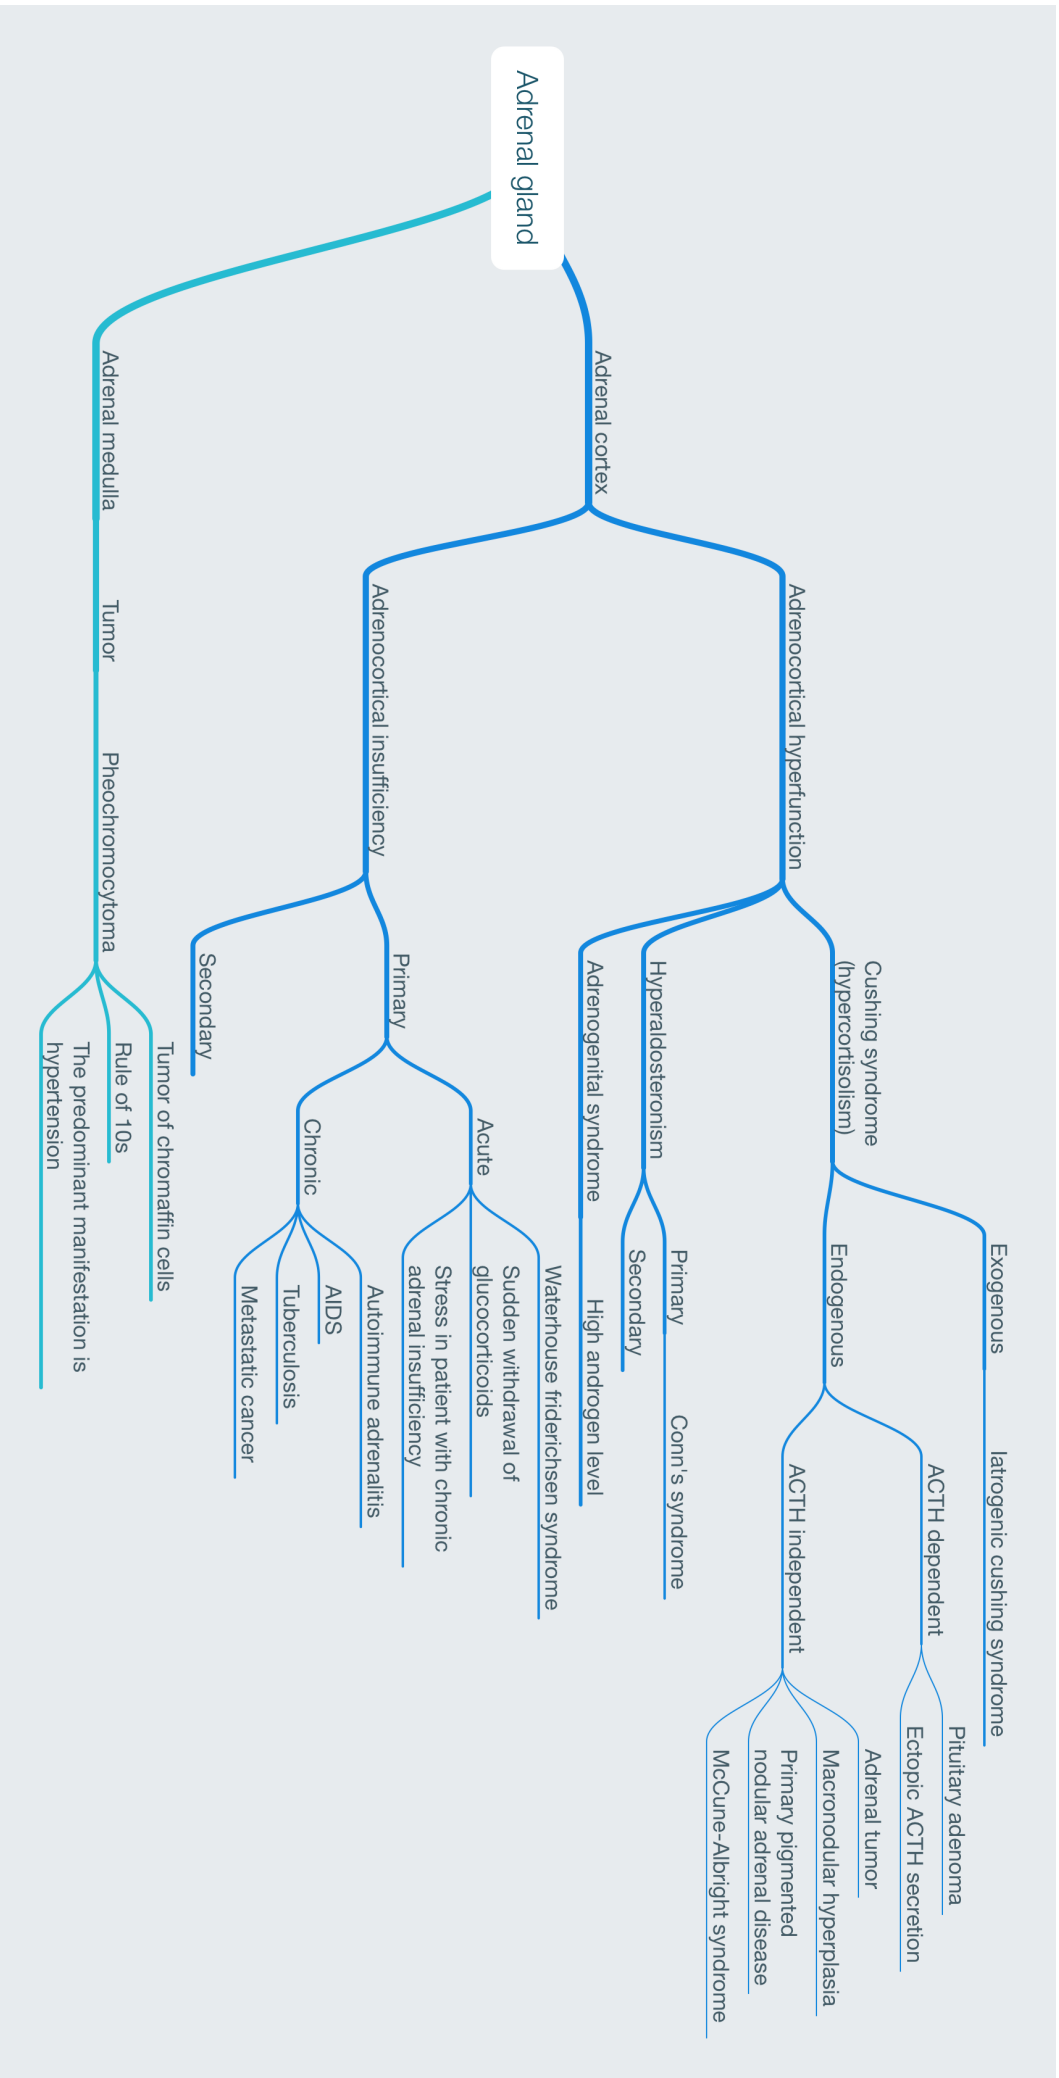 Adrenal gland
Adrenal cortex
Adrenocortical hyperfunction
Cushing syndrome
(hypercortisolism)
Exogenous
Iatrogenic cushing syndrome
Endogenous
ACTH dependent
Pituitary adenoma
Ectopic ACTH secretion
ACTH independent
Adrenal tumor
Macronodular hyperplasia
Primary pigmented
nodular adrenal disease
McCune-Albright syndrome
Hyperaldosteronism
Primary
Conn's syndrome
Secondary
Adrenogenital syndrome
High androgen level
Adrenocortical insufficiency
Primary
Acute
Waterhouse friderichsen syndrome
Sudden withdrawal of
glucocorticoids
Stress in patient with chronic
adrenal insufficiency
Chronic
Autoimmune adrenalitis
AIDS
Tuberculosis
Metastatic cancer
Secondary
Adrenal medulla
Tumor
Pheochromocytoma
Tumor of chromaffin cells
Rule of 10s
The predominant manifestation is
hypertension